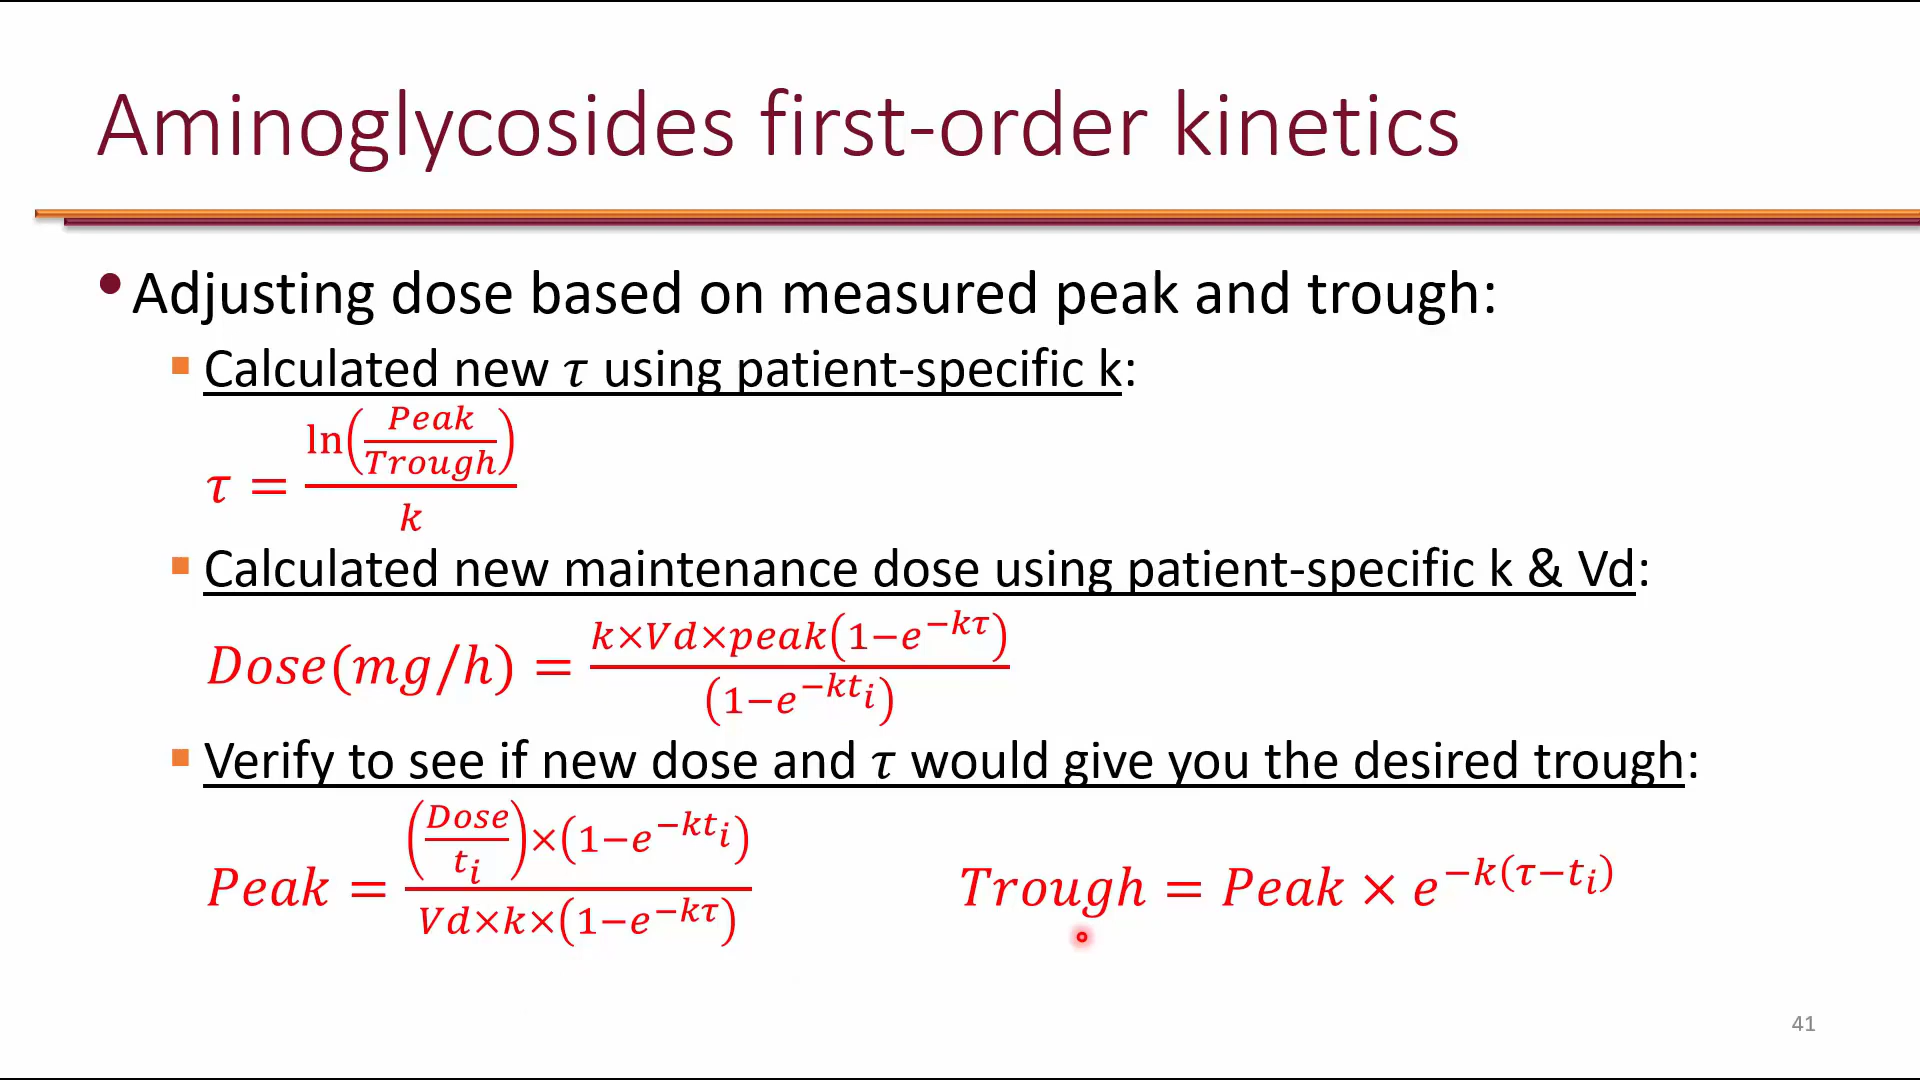 Aminoglycosides first-order kinetics
• Adjusting dose based on measured peak and trough:
▪ Calculated new τ using patient-specific k:
τ = ln(Peak/Trough)/k
▪ Calculated new maintenance dose using patient-specific k & Vd:
Dose(mg/h) = k×Vd×peak(1−e^−kτ)/(1−e^−kt_i)
▪ Verify to see if new dose and τ would give you the desired trough:
Peak = (Dose/t_i)×(1−e^−kt_i)/Vd×k×(1−e^−kτ)
Trough = Peak × e^−k(τ−t_i)
41